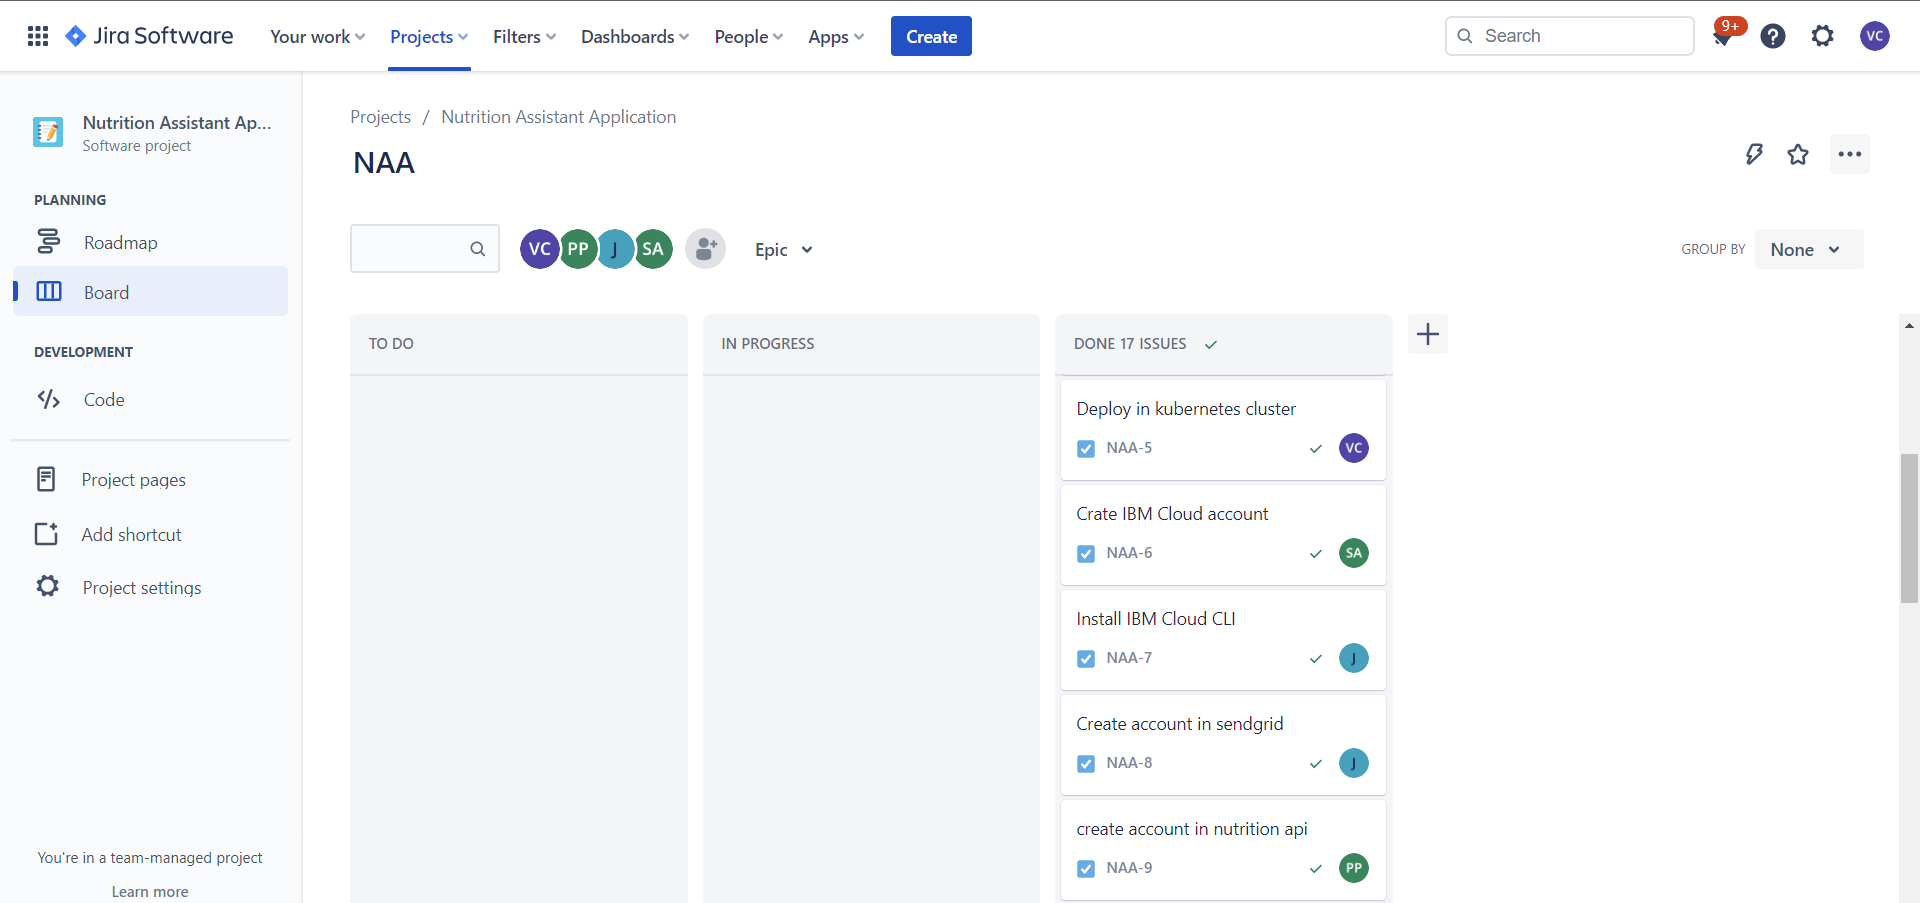 Jira Software
Your work
Projects
Filters
Dashboards
People
Apps
Create
Search
9+
VC
Nutrition Assistant Ap...
Software project
PLANNING
Roadmap
Board
DEVELOPMENT
Code
Project pages
Add shortcut
Project settings
You're in a team-managed project
Learn more
Projects / Nutrition Assistant Application
NAA
VC PP J SA
Epic
GROUP BY None
TO DO
IN PROGRESS
DONE 17 ISSUES
Deploy in kubernetes cluster
NAA-5 VC
Crate IBM Cloud account
NAA-6 SA
Install IBM Cloud CLI
NAA-7 J
Create account in sendgrid
NAA-8 J
create account in nutrition api
NAA-9 PP